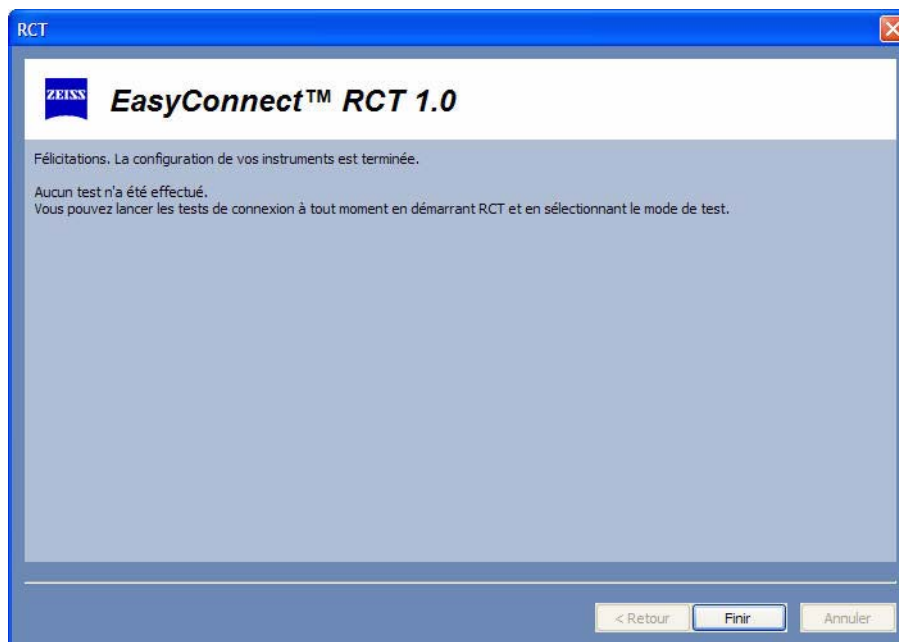 RCT
ZEISS
EasyConnect™ RCT 1.0
Félicitations. La configuration de vos instruments est terminée.
Aucun test n'a été effectué.
Vous pouvez lancer les tests de connexion à tout moment en démarrant RCT et en sélectionnant le mode de test.
< Retour
Finir
Annuler